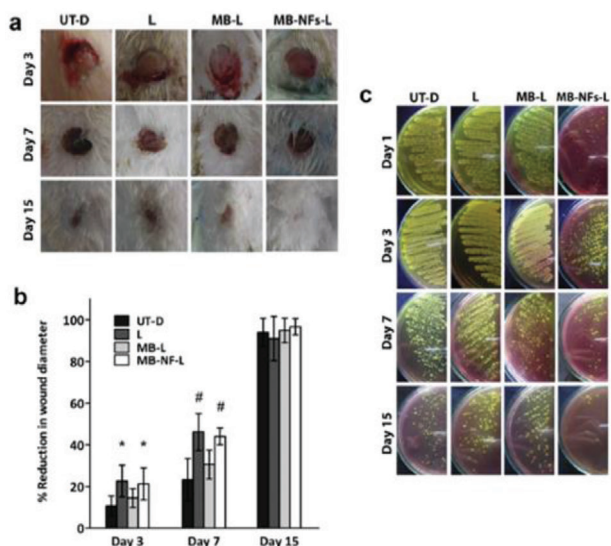 a
UT-D L MB-L MB-NFs-L
Day 3
Day 7
Day 15
b
% Reduction in wound diameter
100
80
60
40
20
0
UT-D
L
MB-L
MB-NF-L
* *
# #
Day 3 Day 7 Day 15
c
UT-D L MB-L MB-NFs-L
Day 1
Day 3
Day 7
Day 15